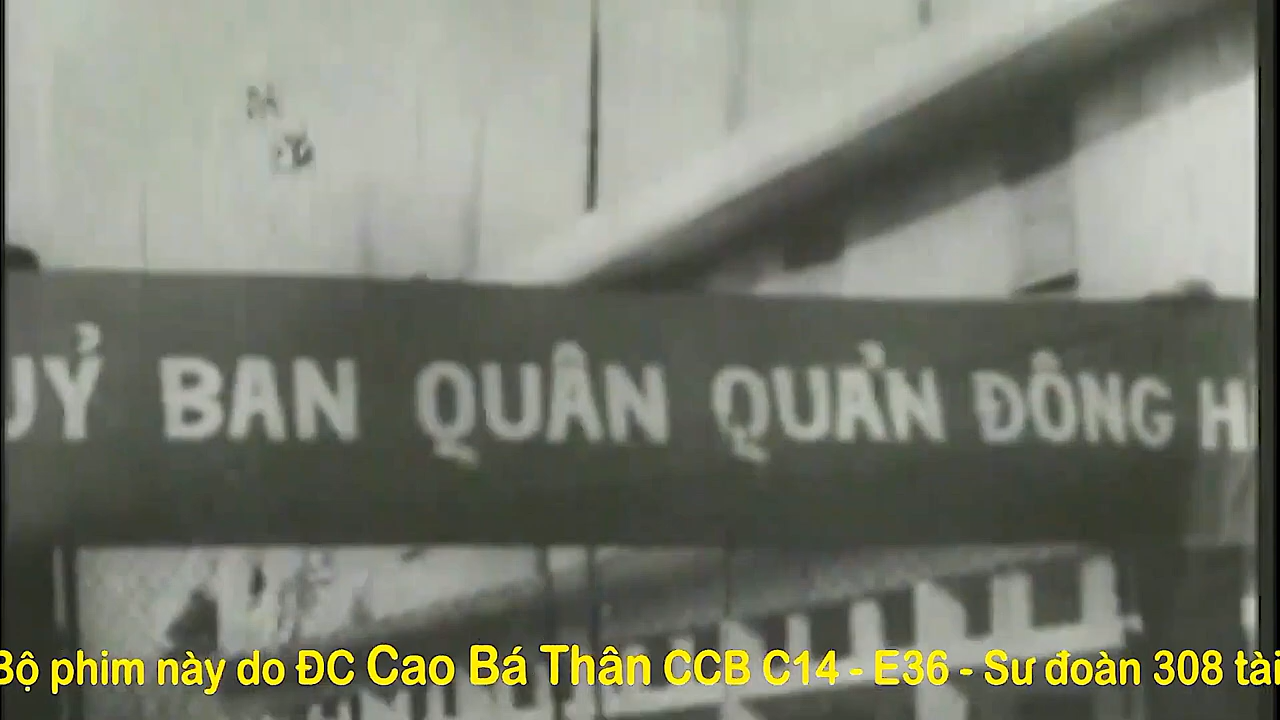 UỶ BAN QUÂN QUẢN ĐÔNG H
Bộ phim này do ĐC Cao Bá Thân CCB C14 - E36 - Sư đoàn 308 tài